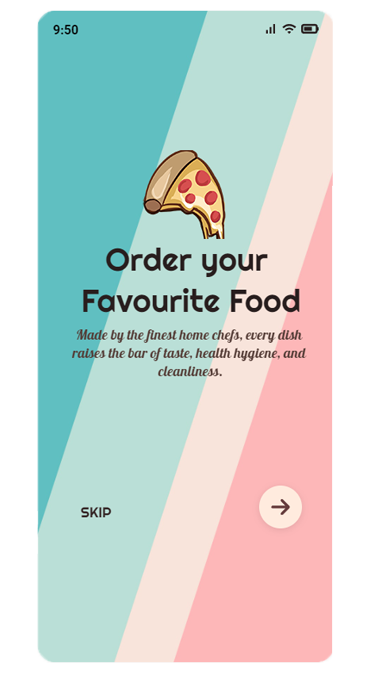 9:50
Order your
Favourite Food
Made by the finest home chefs, every dish
raises the bar of taste, health hygiene, and
cleanliness.
SKIP